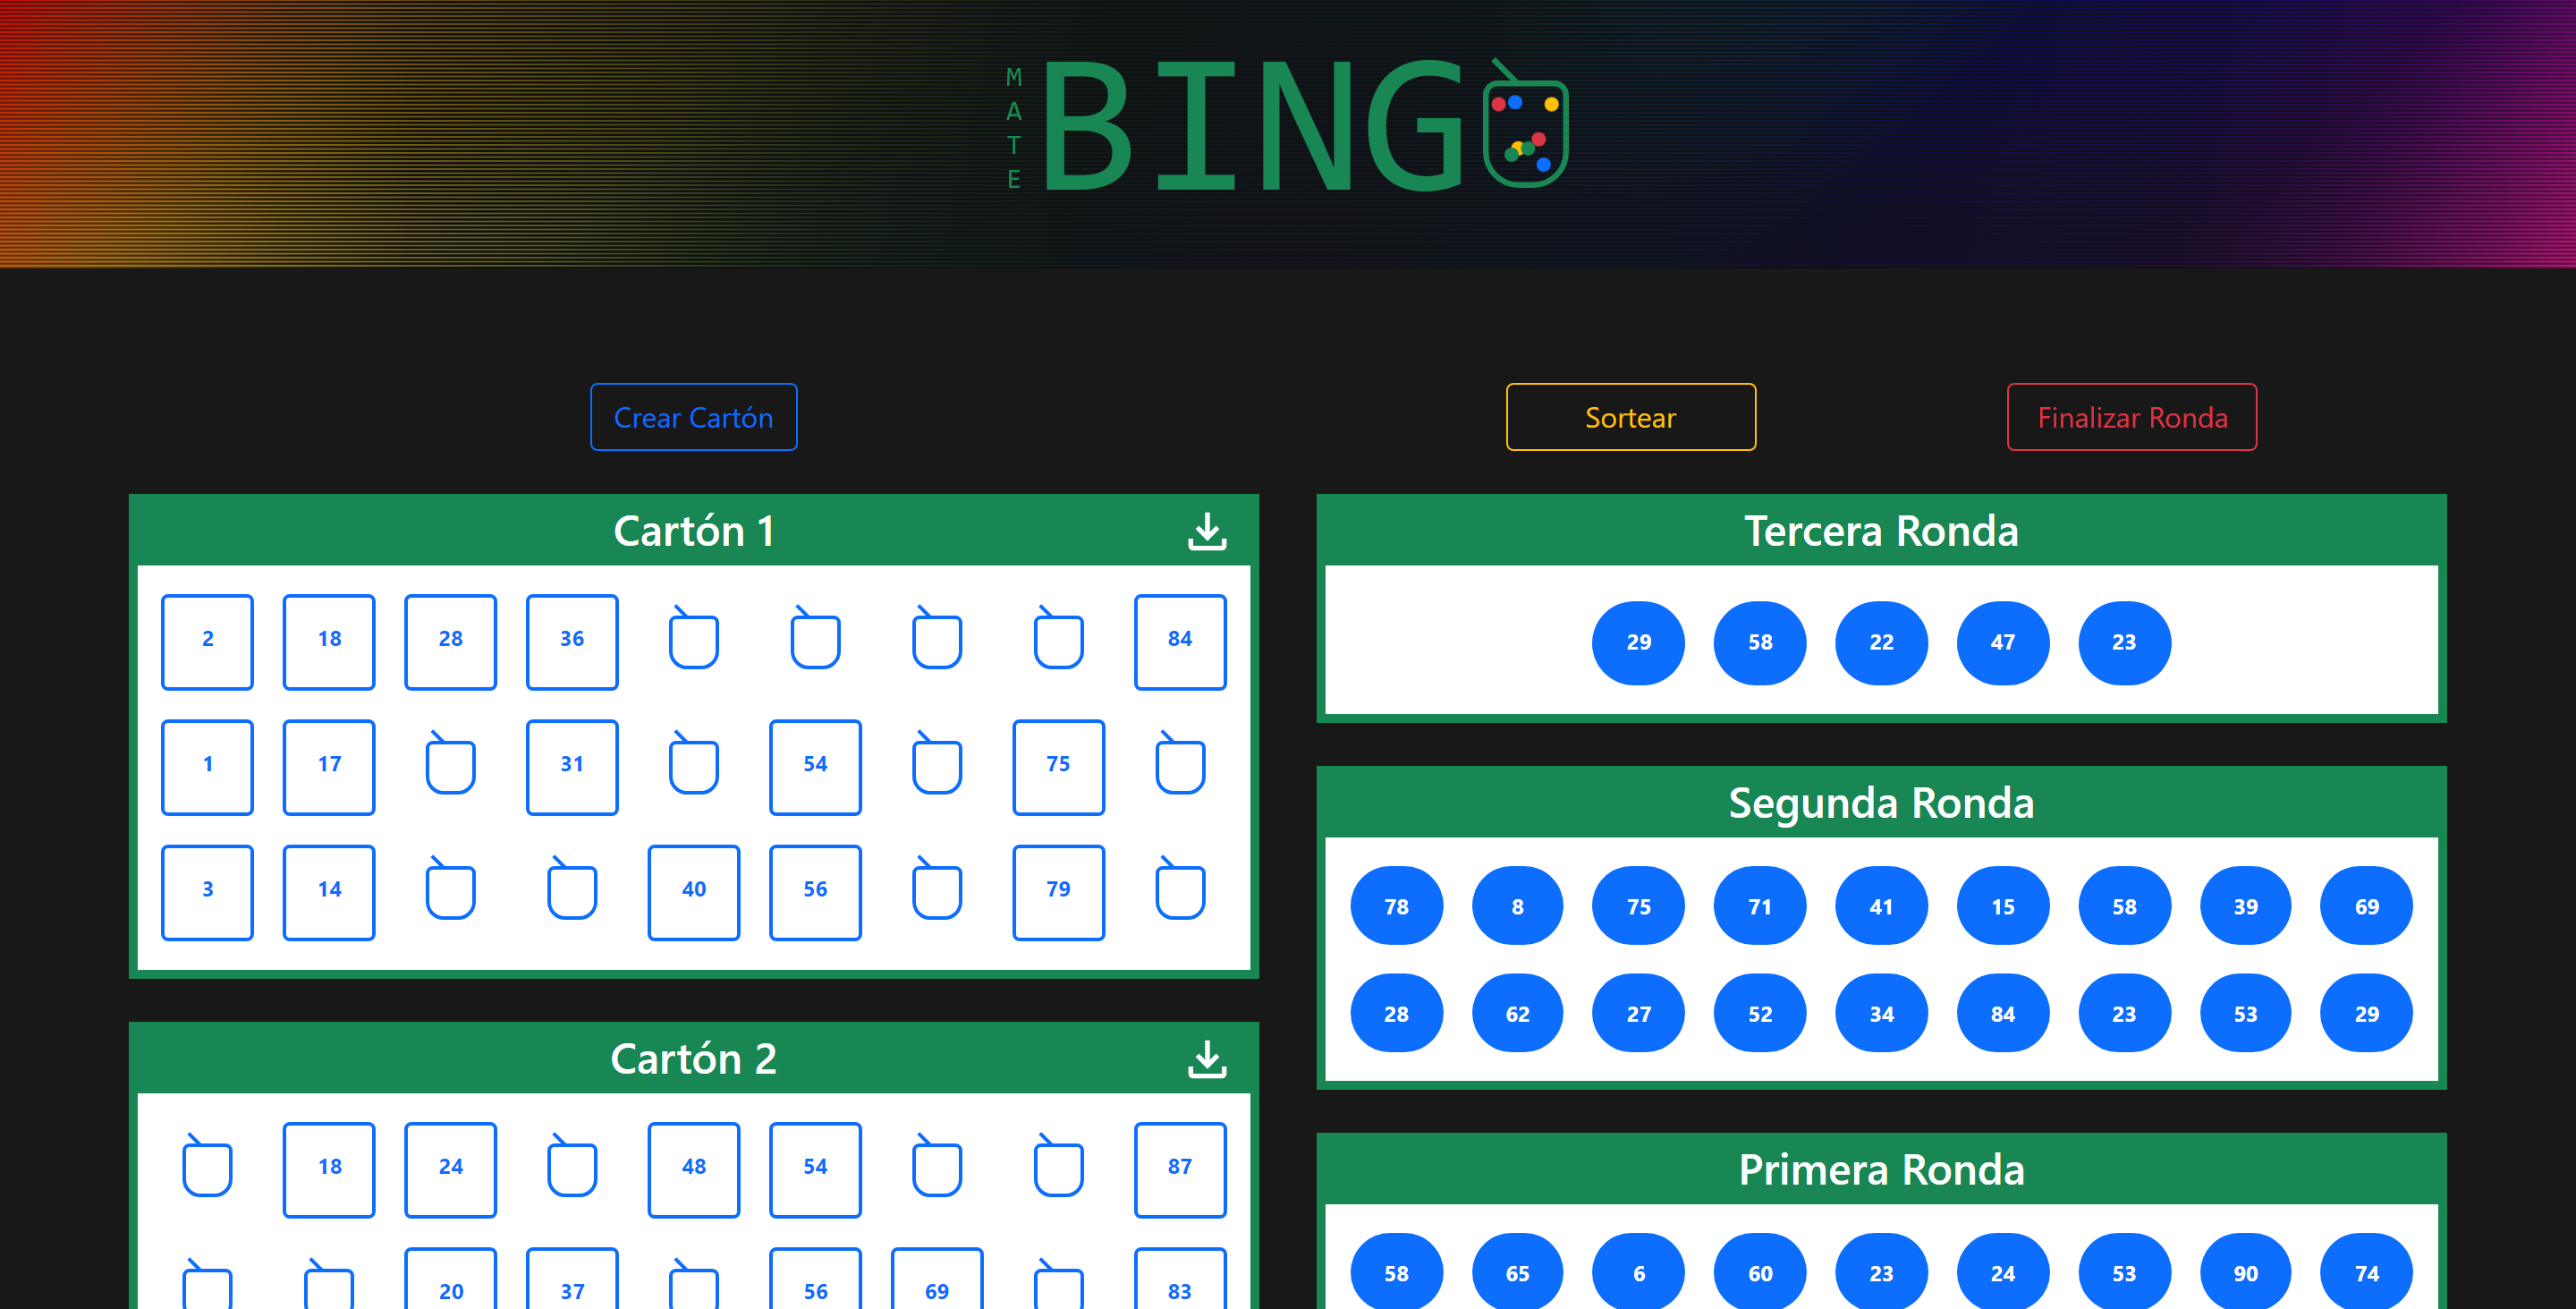 MATE
BINGO
Crear Cartón
Sortear
Finalizar Ronda
Cartón 1
2 18 28 36 84
1 17 31 54 75
3 14 40 56 79
Cartón 2
18 24 48 54 87
20 37 56 69 83
Tercera Ronda
29 58 22 47 23
Segunda Ronda
78 8 75 71 41 15 58 39 69
28 62 27 52 34 84 23 53 29
Primera Ronda
58 65 6 60 23 24 53 90 74